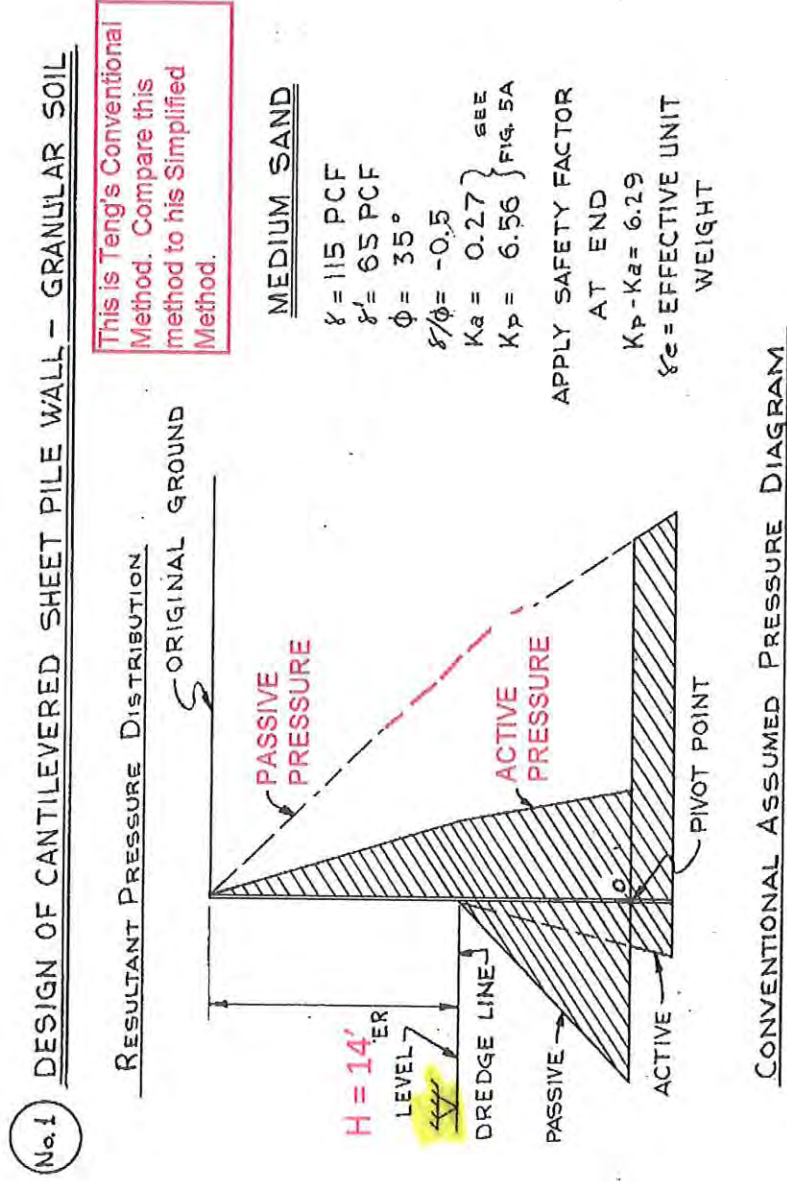 No. 1
DESIGN OF CANTILEVERED SHEET PILE WALL – GRANULAR SOIL
This is Teng's Conventional
Method. Compare this
method to his Simplified
Method.
RESULTANT PRESSURE DISTRIBUTION
ORIGINAL GROUND
PASSIVE
PRESSURE
ACTIVE
PRESSURE
H = 14'
ER
LEVEL
DREDGE LINE
PASSIVE
ACTIVE
O'
PIVOT POINT
MEDIUM SAND
γ = 115 PCF
γ' = 65 PCF
ϕ = 35°
δ/ϕ = -0.5
Ka = 0.27 } SEE
Kp = 6.56 } FIG. 5A
APPLY SAFETY FACTOR
AT END
Kp - Ka = 6.29
γe = EFFECTIVE UNIT
WEIGHT
CONVENTIONAL ASSUMED PRESSURE DIAGRAM